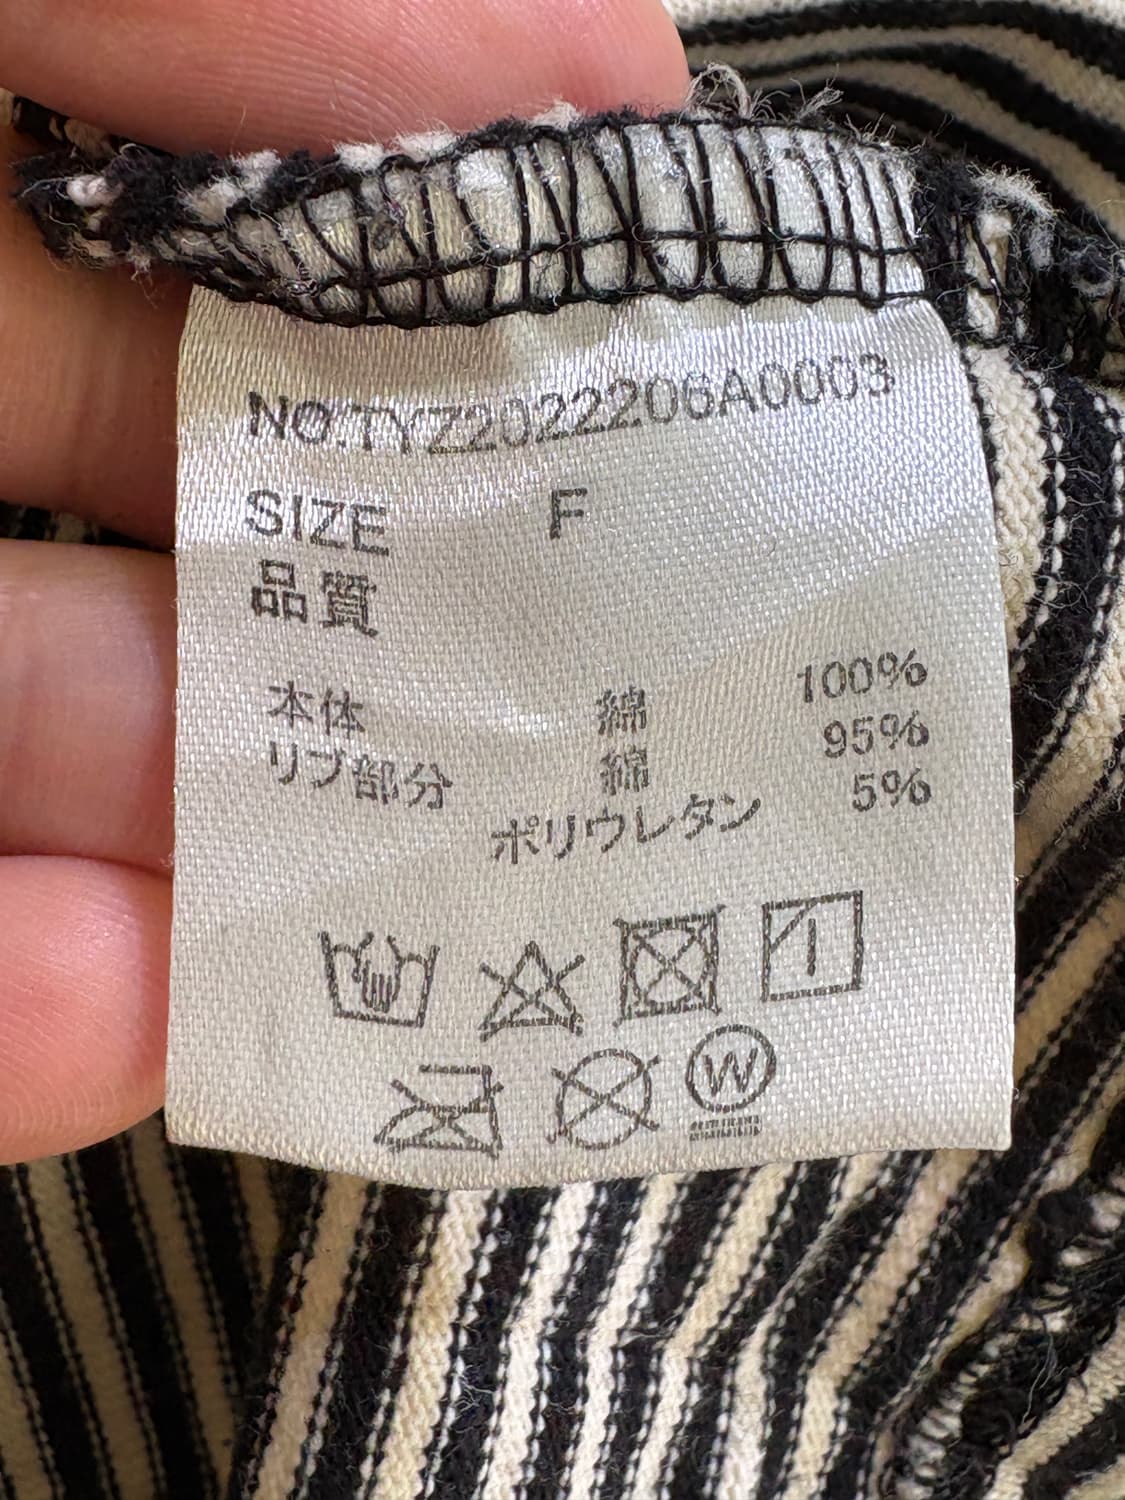 NO.TYZ2022206A0003
SIZE F
品質
本体 綿 100%
リブ部分 綿 95%
ポリウレタン 5%
W